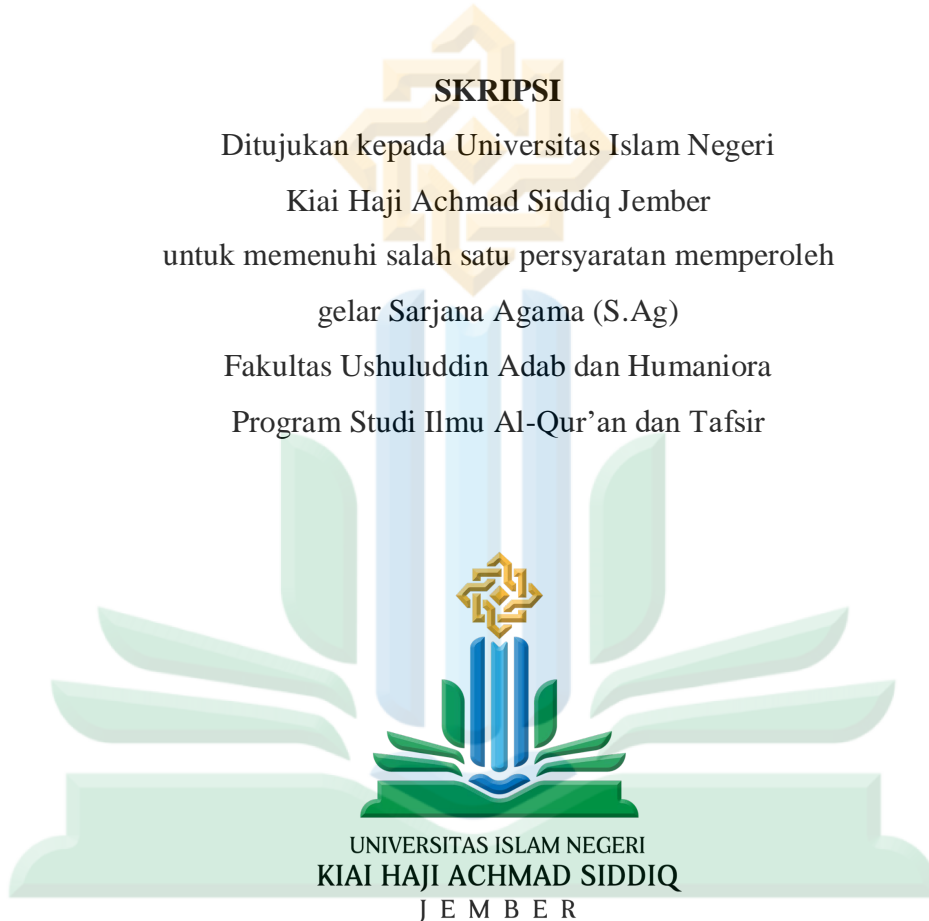 SKRIPSI
Ditujukan kepada Universitas Islam Negeri
Kiai Haji Achmad Siddiq Jember
untuk memenuhi salah satu persyaratan memperoleh
gelar Sarjana Agama (S.Ag)
Fakultas Ushuluddin Adab dan Humaniora
Program Studi Ilmu Al-Qur’an dan Tafsir
UNIVERSITAS ISLAM NEGERI
KIAI HAJI ACHMAD SIDDIQ
J E M B E R